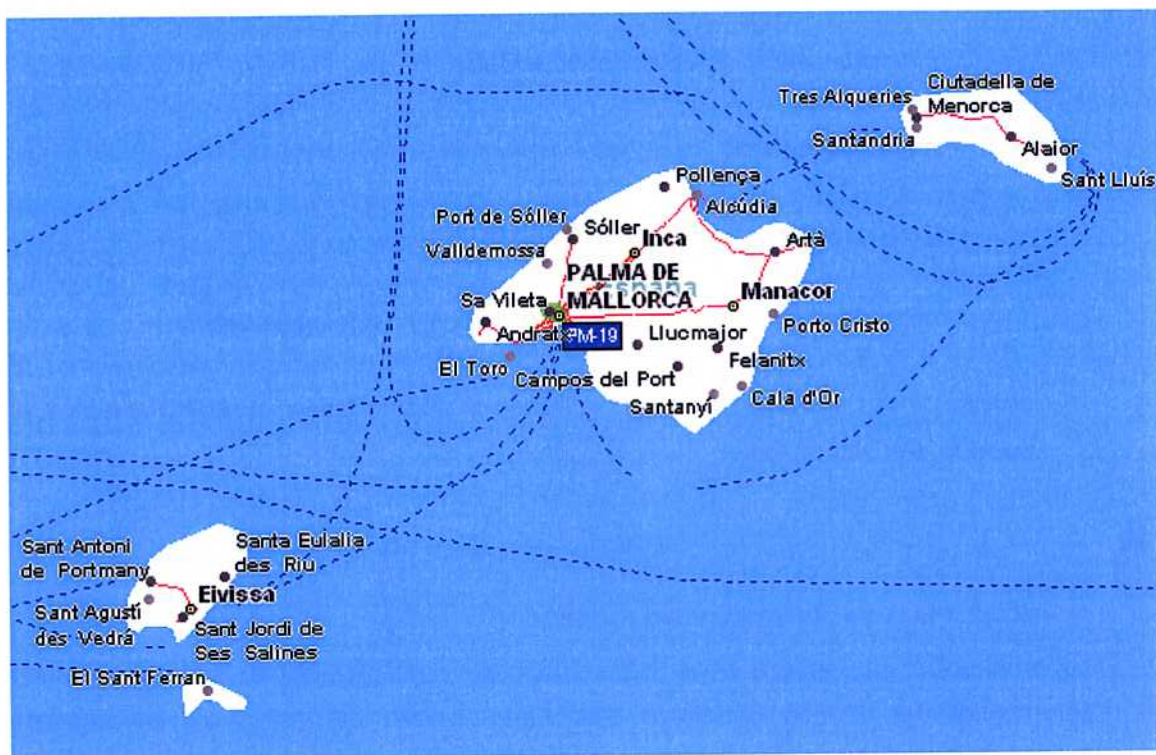 Ciutadella de
Menorca
Tres Alqueries
Santandria
Alaior
Sant Lluís
Pollença
Alcúdia
Port de Sóller
Sóller
Valldemossa
Inca
Artà
PALMA DE
MALLORCA
España
Sa Vileta
Manacor
Andratx
PM-19
Llucmajor
Porto Cristo
El Toro
Campos del Port
Felanitx
Santanyí
Cala d'Or
Sant Antoni
de Portmany
Santa Eulalia
des Riu
Eivissa
Sant Agustí
des Vedrá
Sant Jordi de
Ses Salines
El Sant Ferran